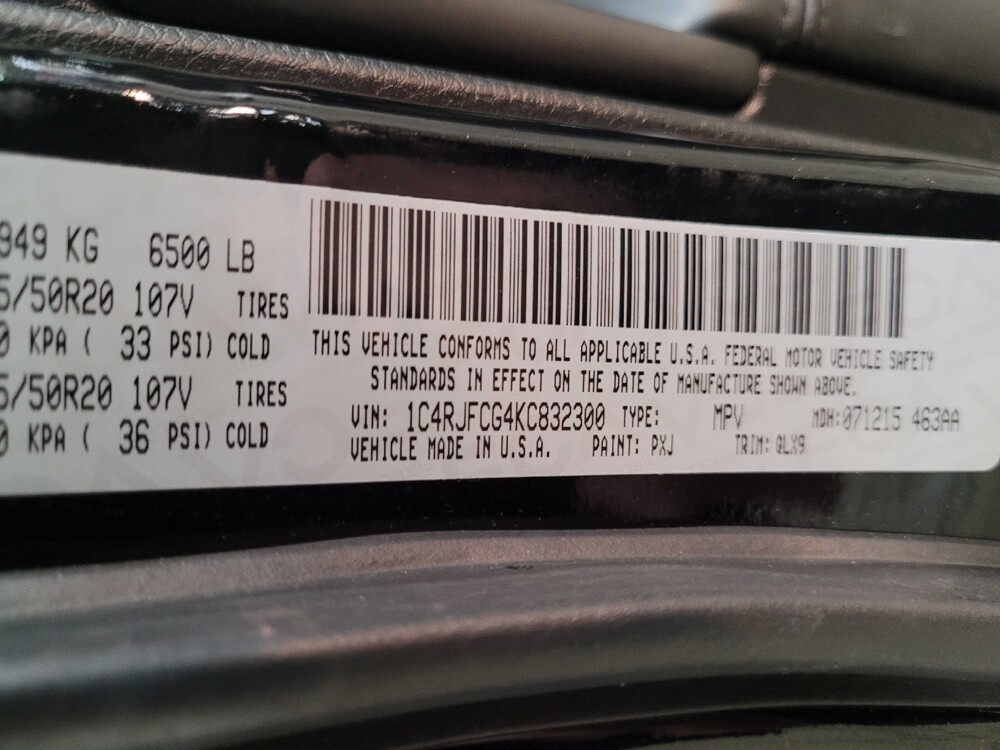 949 KG 6500 LB
5/50R20 107V TIRES
0 KPA ( 33 PSI) COLD
5/50R20 107V TIRES
0 KPA ( 36 PSI) COLD
THIS VEHICLE CONFORMS TO ALL APPLICABLE U.S.A. FEDERAL MOTOR VEHICLE SAFETY
STANDARDS IN EFFECT ON THE DATE OF MANUFACTURE SHOWN ABOVE.
VIN: 1C4RJFCG4KC832300 TYPE: MPV MDH:071215 463AA
VEHICLE MADE IN U.S.A. PAINT: PXJ TRIM: QLX9